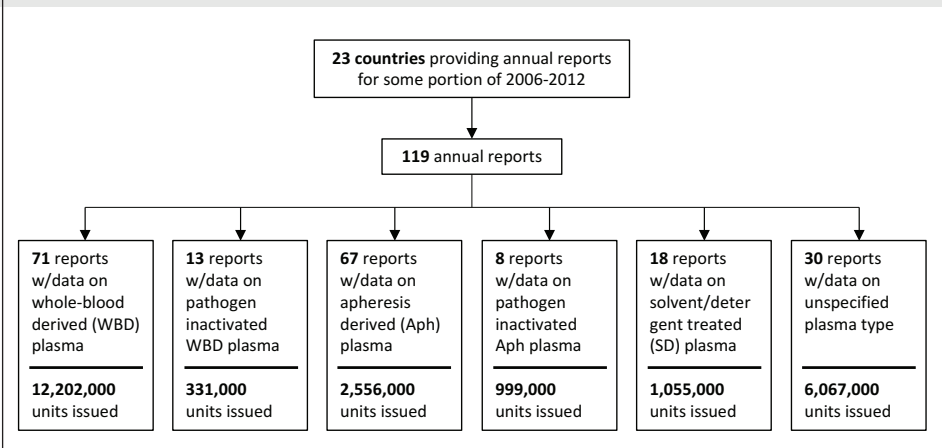 23 countries providing annual reports
for some portion of 2006-2012
119 annual reports
71 reports
w/data on
whole-blood
derived (WBD)
plasma
12,202,000
units issued
13 reports
w/data on
pathogen
inactivated
WBD plasma
331,000
units issued
67 reports
w/data on
apheresis
derived (Aph)
plasma
2,556,000
units issued
8 reports
w/data on
pathogen
inactivated
Aph plasma
999,000
units issued
18 reports
w/data on
solvent/deter
gent treated
(SD) plasma
1,055,000
units issued
30 reports
w/data on
unspecified
plasma type
6,067,000
units issued